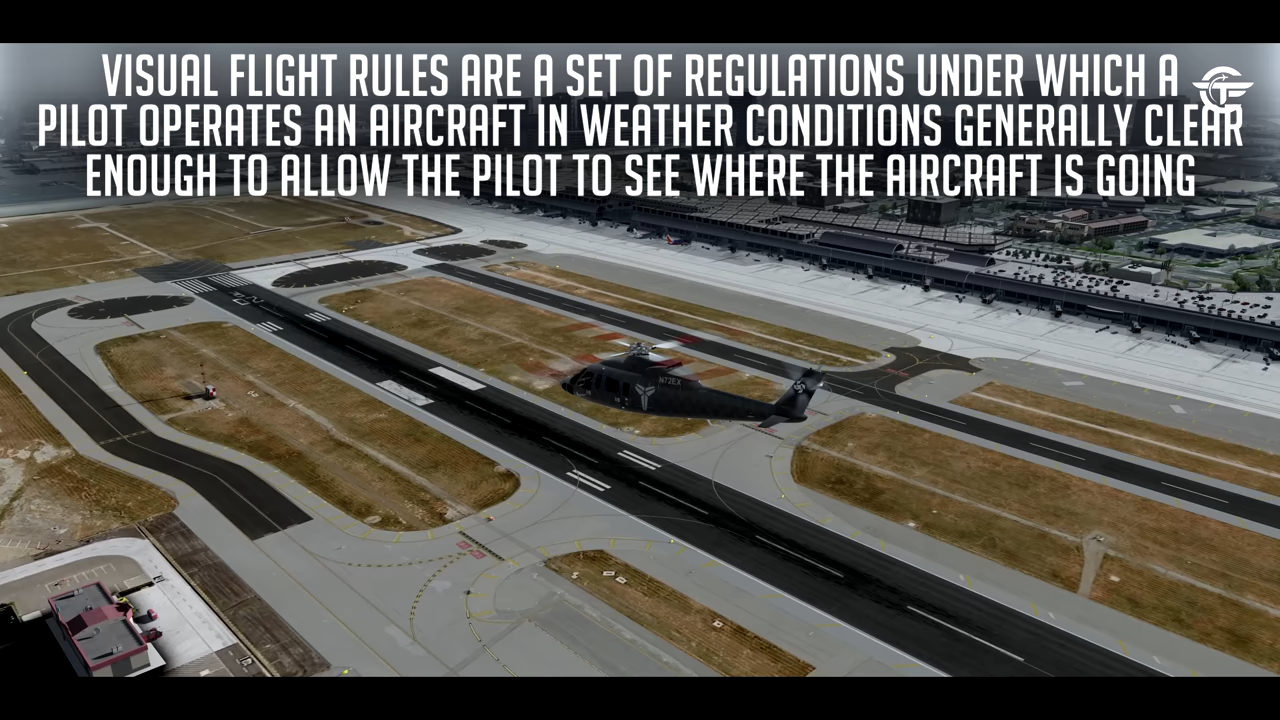 VISUAL FLIGHT RULES ARE A SET OF REGULATIONS UNDER WHICH A
PILOT OPERATES AN AIRCRAFT IN WEATHER CONDITIONS GENERALLY CLEAR
ENOUGH TO ALLOW THE PILOT TO SEE WHERE THE AIRCRAFT IS GOING
N72EX